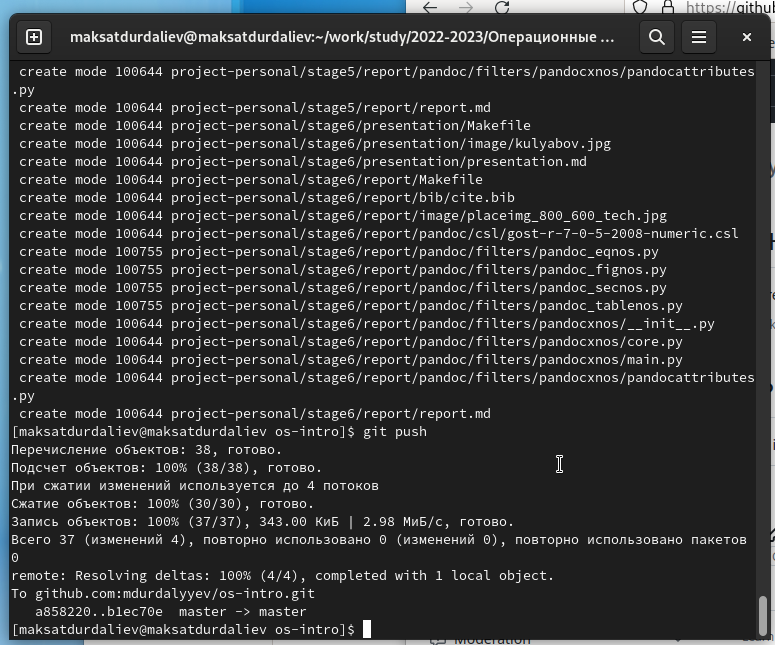 https://github
maksatdurdaliev@maksatdurdaliev:~/work/study/2022-2023/Операционные ...
create mode 100644 project-personal/stage5/report/pandoc/filters/pandocxnos/pandocattributes
.py
create mode 100644 project-personal/stage5/report/report.md
create mode 100644 project-personal/stage6/presentation/Makefile
create mode 100644 project-personal/stage6/presentation/image/kulyabov.jpg
create mode 100644 project-personal/stage6/presentation/presentation.md
create mode 100644 project-personal/stage6/report/Makefile
create mode 100644 project-personal/stage6/report/bib/cite.bib
create mode 100644 project-personal/stage6/report/image/placeimg_800_600_tech.jpg
create mode 100644 project-personal/stage6/report/pandoc/csl/gost-r-7-0-5-2008-numeric.csl
create mode 100755 project-personal/stage6/report/pandoc/filters/pandoc_eqnos.py
create mode 100755 project-personal/stage6/report/pandoc/filters/pandoc_fignos.py
create mode 100755 project-personal/stage6/report/pandoc/filters/pandoc_secnos.py
create mode 100755 project-personal/stage6/report/pandoc/filters/pandoc_tablenos.py
create mode 100644 project-personal/stage6/report/pandoc/filters/pandocxnos/__init__.py
create mode 100644 project-personal/stage6/report/pandoc/filters/pandocxnos/core.py
create mode 100644 project-personal/stage6/report/pandoc/filters/pandocxnos/main.py
create mode 100644 project-personal/stage6/report/pandoc/filters/pandocxnos/pandocattributes
.py
create mode 100644 project-personal/stage6/report/report.md
[maksatdurdaliev@maksatdurdaliev os-intro]$ git push
Перечисление объектов: 38, готово.
Подсчет объектов: 100% (38/38), готово.
При сжатии изменений используется до 4 потоков
Сжатие объектов: 100% (30/30), готово.
Запись объектов: 100% (37/37), 343.00 КиБ | 2.98 МиБ/с, готово.
Всего 37 (изменений 4), повторно использовано 0 (изменений 0), повторно использовано пакетов
0
remote: Resolving deltas: 100% (4/4), completed with 1 local object.
To github.com:mdurdalyyev/os-intro.git
a858220..b1ec70e  master -> master
[maksatdurdaliev@maksatdurdaliev os-intro]$
Moderation